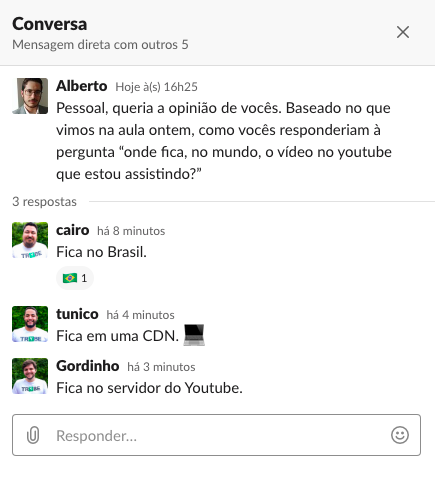 Conversa
Mensagem direta com outros 5
Alberto Hoje à(s) 16h25
Pessoal, queria a opinião de vocês. Baseado no que
vimos na aula ontem, como vocês responderiam à
pergunta “onde fica, no mundo, o vídeo no youtube
que estou assistindo?”
3 respostas
cairo há 8 minutos
Fica no Brasil.
1
tunico há 4 minutos
Fica em uma CDN.
Gordinho há 3 minutos
Fica no servidor do Youtube.
Responder...